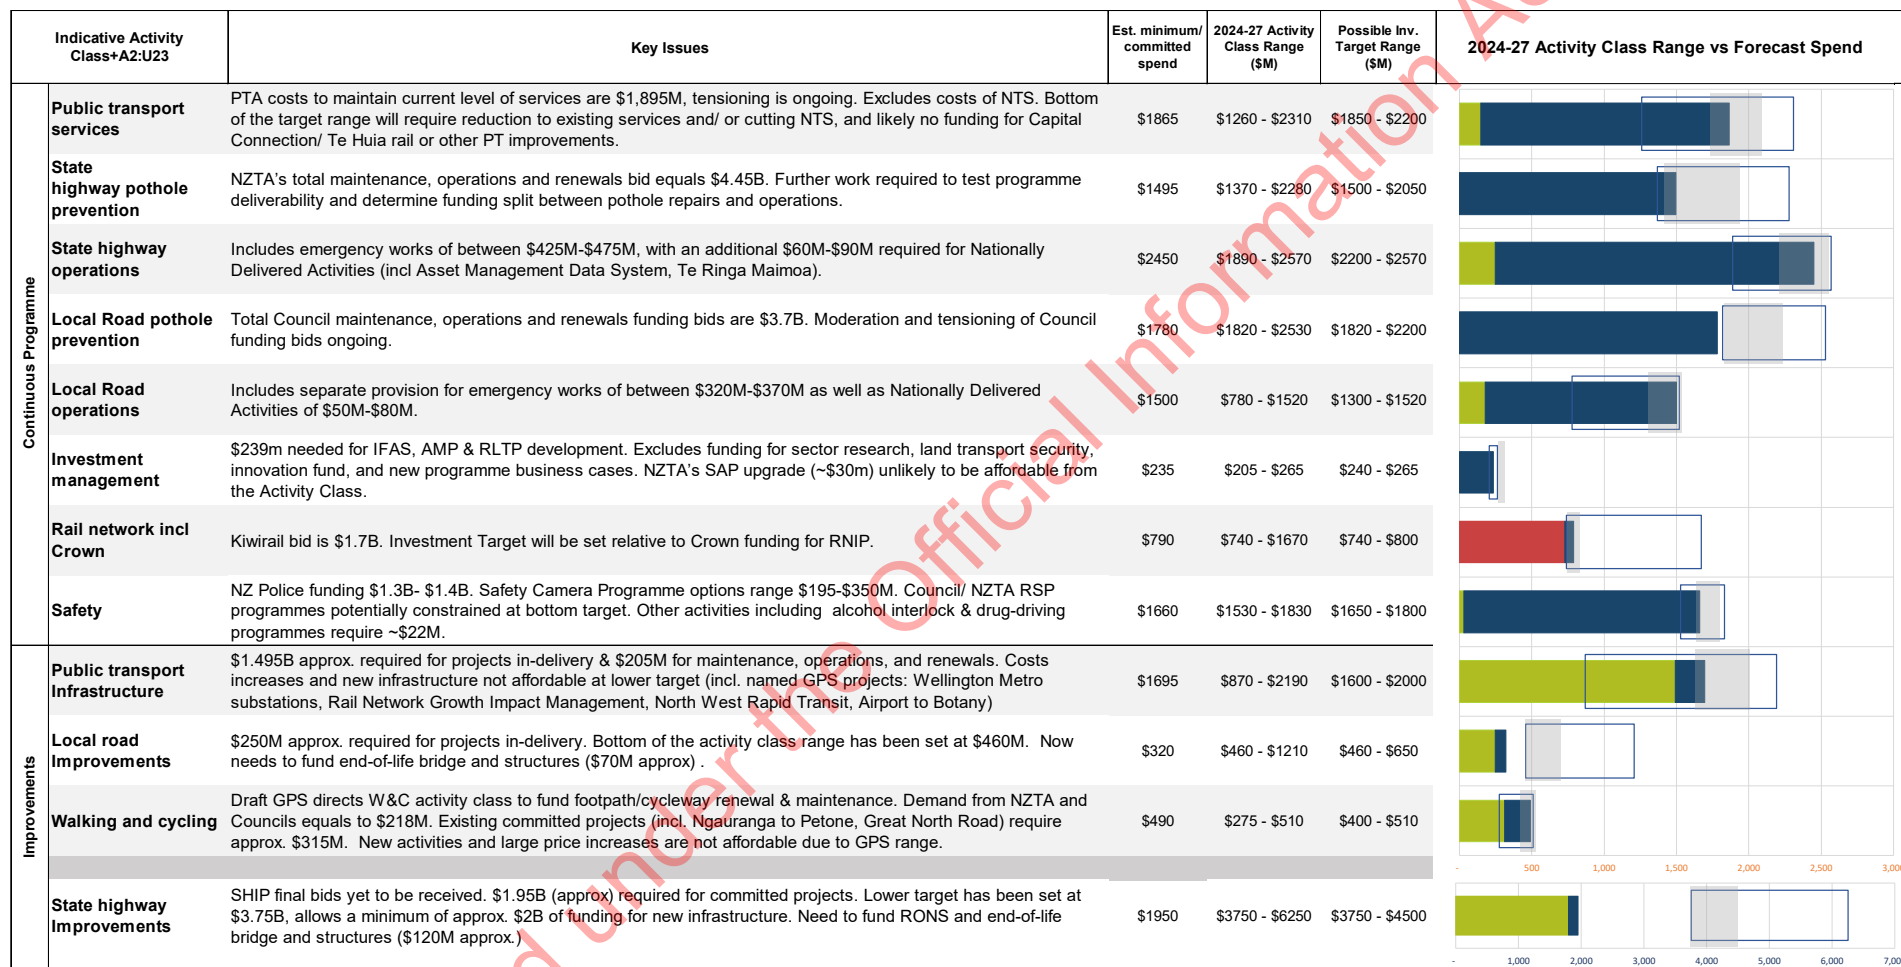 Indicative Activity
Class+A2:U23
Key Issues
Est. minimum/
committed
spend
2024-27 Activity
Class Range
($M)
Possible Inv.
Target Range
($M)
2024-27 Activity Class Range vs Forecast Spend
Continuous Programme
Public transport
services
PTA costs to maintain current level of services are $1,895M, tensioning is ongoing. Excludes costs of NTS. Bottom
of the target range will require reduction to existing services and/ or cutting NTS, and likely no funding for Capital
Connection/ Te Huia rail or other PT improvements.
$1865
$1260 - $2310
$1850 - $2200
State
highway pothole
prevention
NZTA's total maintenance, operations and renewals bid equals $4.45B. Further work required to test programme
deliverability and determine funding split between pothole repairs and operations.
$1495
$1370 - $2280
$1500 - $2050
State highway
operations
Includes emergency works of between $425M-$475M, with an additional $60M-$90M required for Nationally
Delivered Activities (incl Asset Management Data System, Te Ringa Maimoa).
$2450
$1890 - $2570
$2200 - $2570
Local Road pothole
prevention
Total Council maintenance, operations and renewals funding bids are $3.7B. Moderation and tensioning of Council
funding bids ongoing.
$1780
$1820 - $2530
$1820 - $2200
Local Road
operations
Includes separate provision for emergency works of between $320M-$370M as well as Nationally Delivered
Activities of $50M-$80M.
$1500
$780 - $1520
$1300 - $1520
Investment
management
$239m needed for IFAS, AMP & RLTP development. Excludes funding for sector research, land transport security,
innovation fund, and new programme business cases. NZTA's SAP upgrade (~$30m) unlikely to be affordable from
the Activity Class.
$235
$205 - $265
$240 - $265
Rail network incl
Crown
Kiwirail bid is $1.7B. Investment Target will be set relative to Crown funding for RNIP.
$790
$740 - $1670
$740 - $800
Safety
NZ Police funding $1.3B- $1.4B. Safety Camera Programme options range $195-$350M. Council/ NZTA RSP
programmes potentially constrained at bottom target. Other activities including alcohol interlock & drug-driving
programmes require ~$22M.
$1660
$1530 - $1830
$1650 - $1800
Improvements
Public transport
Infrastructure
$1.495B approx. required for projects in-delivery & $205M for maintenance, operations, and renewals. Costs
increases and new infrastructure not affordable at lower target (incl. named GPS projects: Wellington Metro
substations, Rail Network Growth Impact Management, North West Rapid Transit, Airport to Botany)
$1695
$870 - $2190
$1600 - $2000
Local road
Improvements
$250M approx. required for projects in-delivery. Bottom of the activity class range has been set at $460M. Now
needs to fund end-of-life bridge and structures ($70M approx) .
$320
$460 - $1210
$460 - $650
Walking and cycling
Draft GPS directs W&C activity class to fund footpath/cycleway renewal & maintenance. Demand from NZTA and
Councils equals to $218M. Existing committed projects (incl. Ngauranga to Petone, Great North Road) require
approx. $315M. New activities and large price increases are not affordable due to GPS range.
$490
$275 - $510
$400 - $510
- 500 1,000 1,500 2,000 2,500 3,00
State highway
Improvements
SHIP final bids yet to be received. $1.95B (approx) required for committed projects. Lower target has been set at
$3.75B, allows a minimum of approx. $2B of funding for new infrastructure. Need to fund RONS and end-of-life
bridge and structures ($120M approx.)
$1950
$3750 - $6250
$3750 - $4500
- 1,000 2,000 3,000 4,000 5,000 6,000 7,00
d under the Official Information A